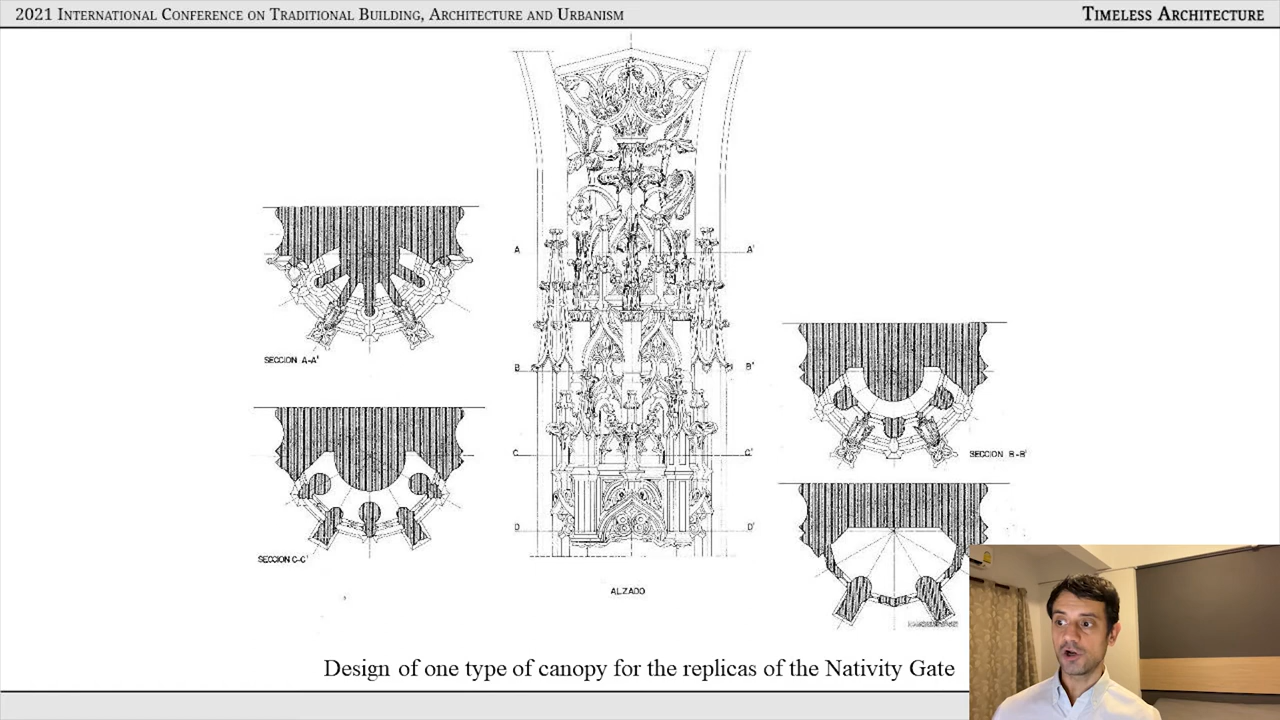 2021 International Conference on Traditional Building, Architecture and Urbanism
Timeless Architecture
A
A'
SECCION A-A'
B
B'
C
C'
SECCION B-B'
D
D'
SECCION C-C'
ALZADO
Design of one type of canopy for the replicas of the Nativity Gate